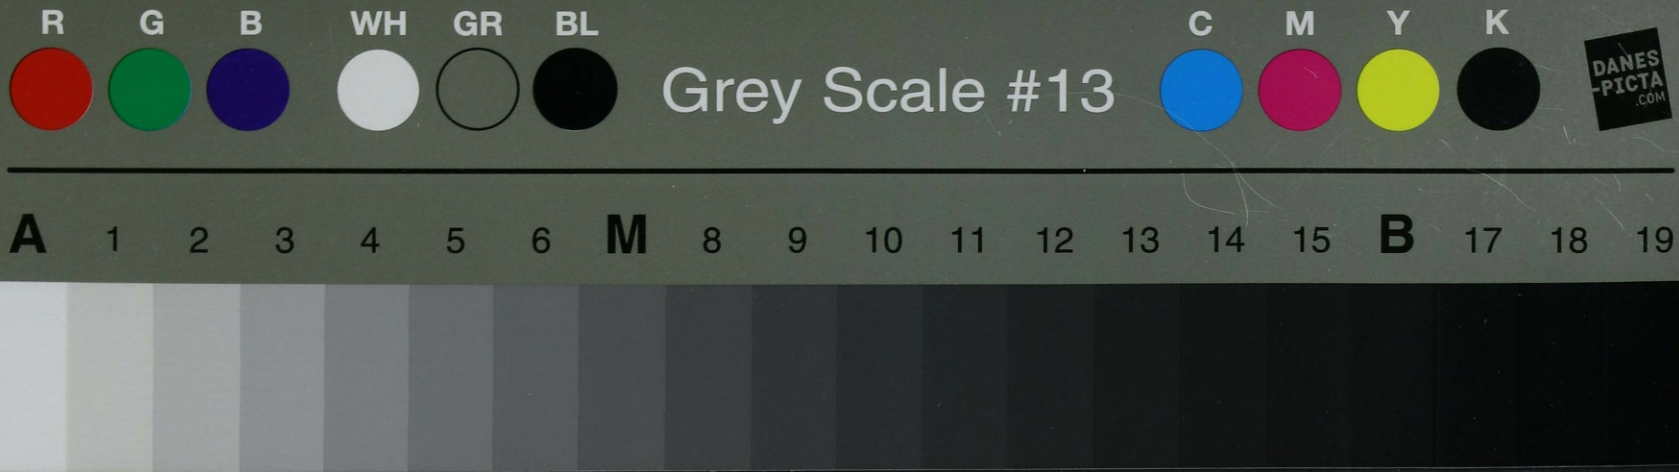 R G B WH GR BL C M Y K
Grey Scale #13
DANES
-PICTA
.COM
A 1 2 3 4 5 6 M 8 9 10 11 12 13 14 15 B 17 18 19